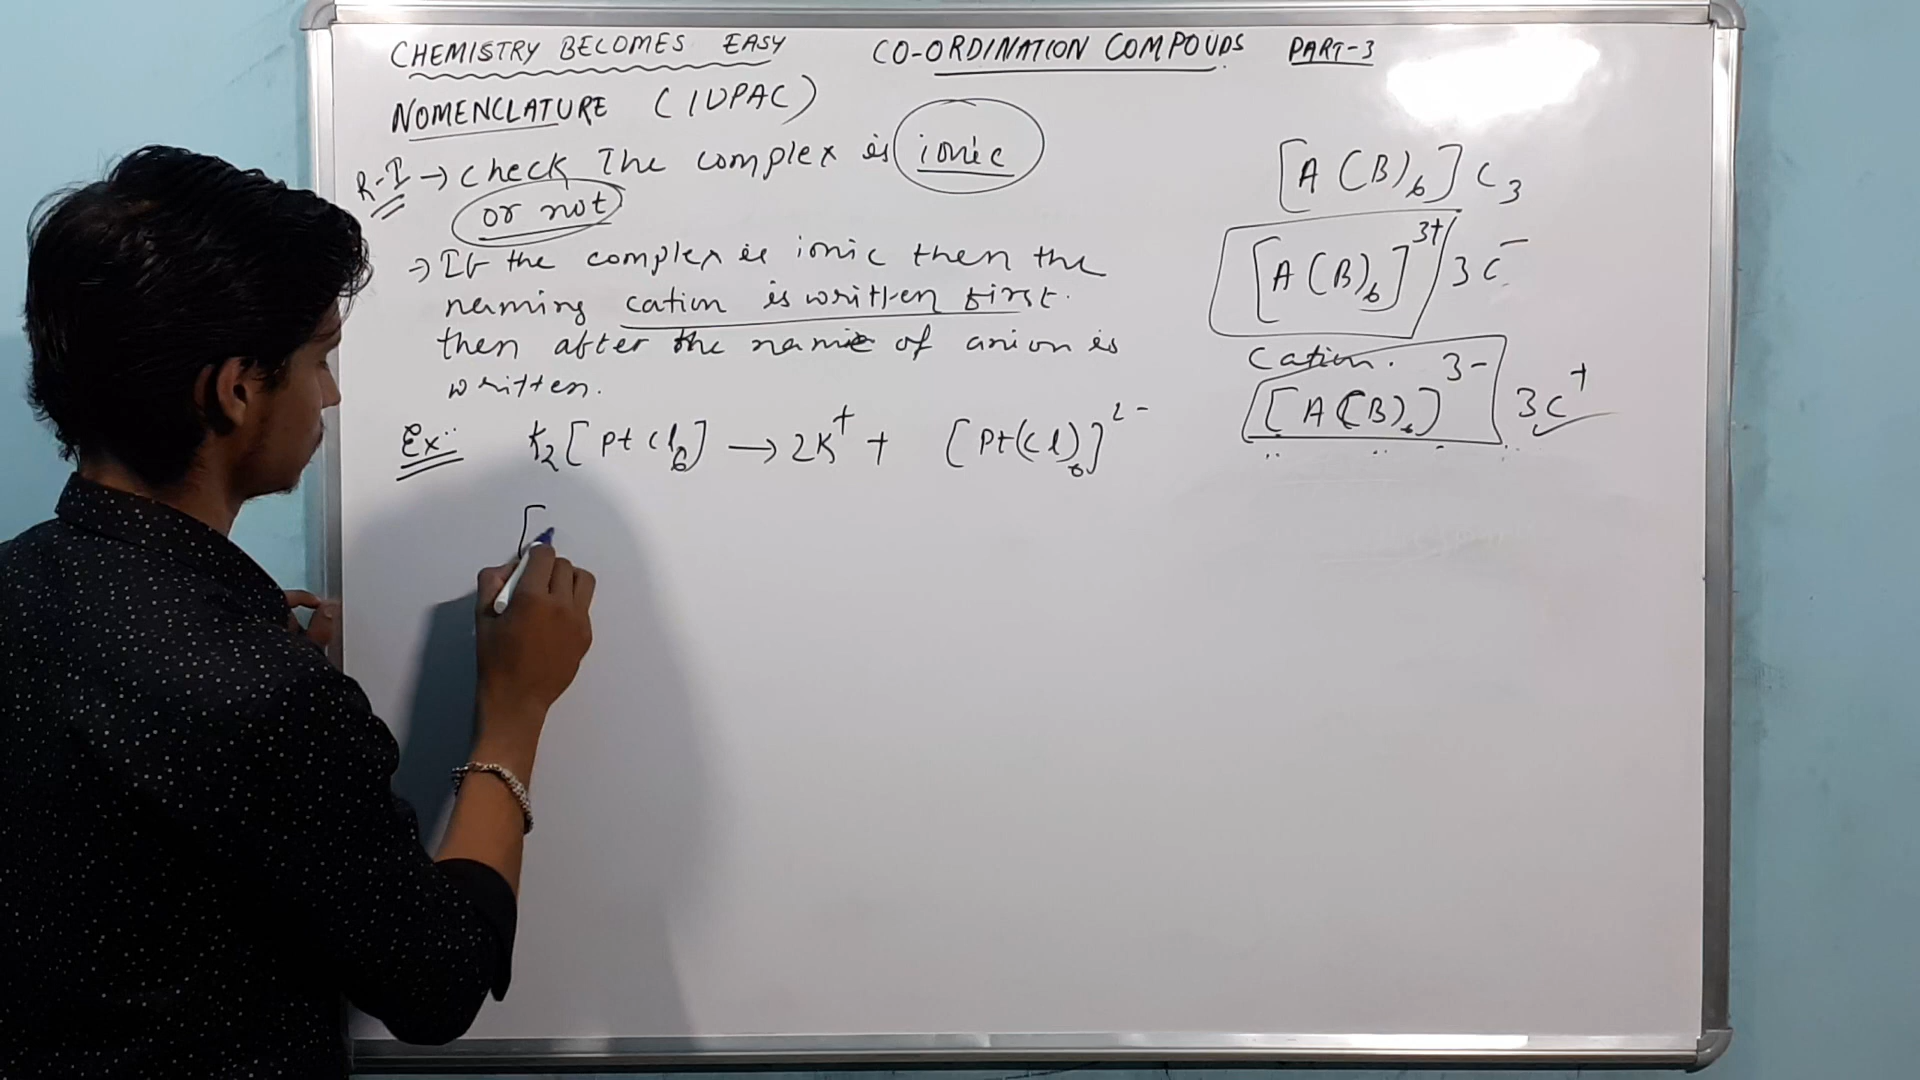 CHEMISTRY BECOMES EASY CO-ORDINATION COMPOUDS PART-3
NOMENCLATURE (IUPAC)
R-I → check The complex is ionic
or not
→ If the complex is ionic then the
naming cation is written first.
then after the name of anion is
written.
Ex:- K2[PtCl6] → 2K+ + [Pt(Cl)6]2-
[
[A(B)6]C3
[A(B)6]3+ 3C-
Cation.
[A(B)6]3- 3C+